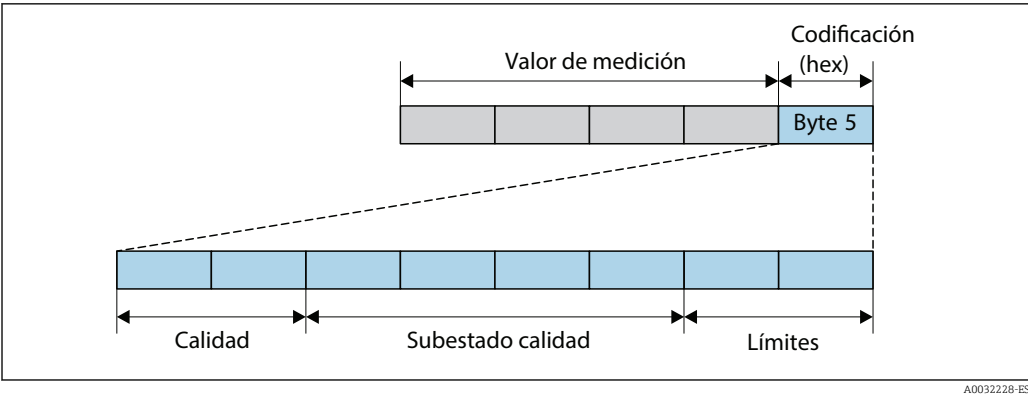 Codificación
Valor de medición
(hex)
Byte 5
Calidad
Subestado calidad
Límites
A0032228-ES